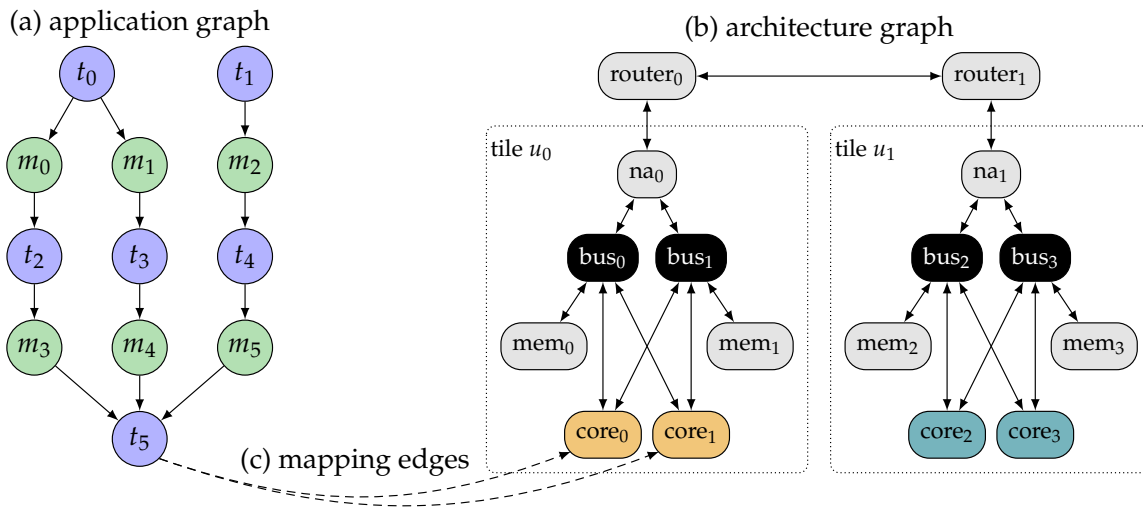 (a) application graph
(b) architecture graph
t₀
t₁
router₀
router₁
tile u₀
tile u₁
m₀
m₁
m₂
na₀
na₁
t₂
t₃
t₄
bus₀
bus₁
bus₂
bus₃
m₃
m₄
m₅
mem₀
mem₁
mem₂
mem₃
t₅
core₀
core₁
core₂
core₃
(c) mapping edges